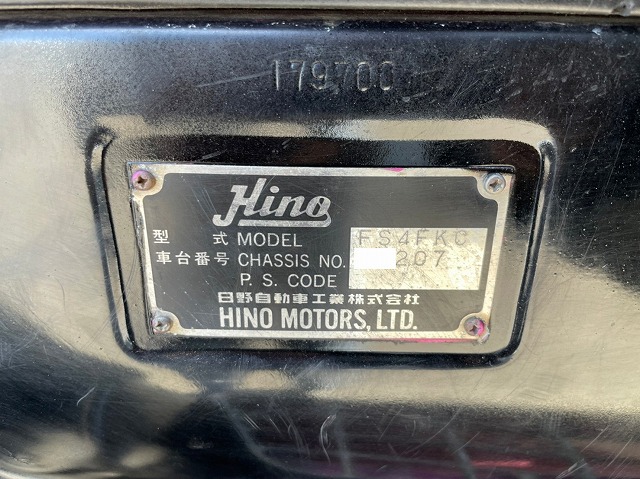 179700
Hino
型 式 MODEL FS4FKC
車台番号 CHASSIS NO. 207
P. S. CODE
日野自動車工業株式会社
HINO MOTORS, LTD.